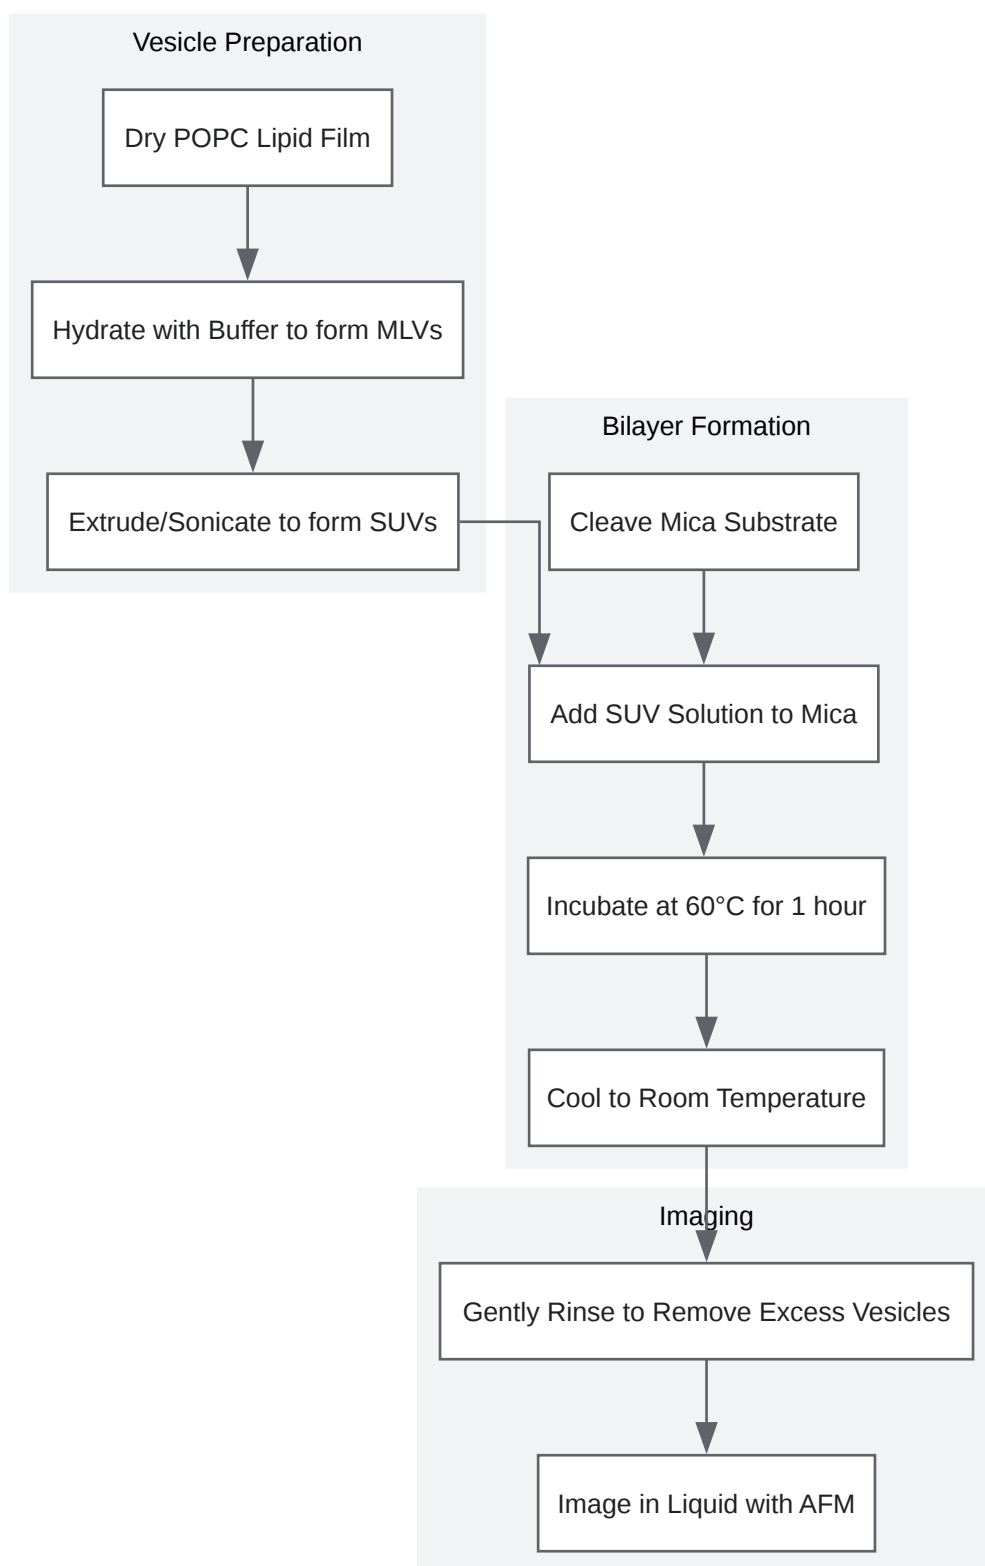 Vesicle Preparation
Dry POPC Lipid Film
Hydrate with Buffer to form MLVs
Extrude/Sonicate to form SUVs
Bilayer Formation
Cleave Mica Substrate
Add SUV Solution to Mica
Incubate at 60°C for 1 hour
Cool to Room Temperature
Imaging
Gently Rinse to Remove Excess Vesicles
Image in Liquid with AFM